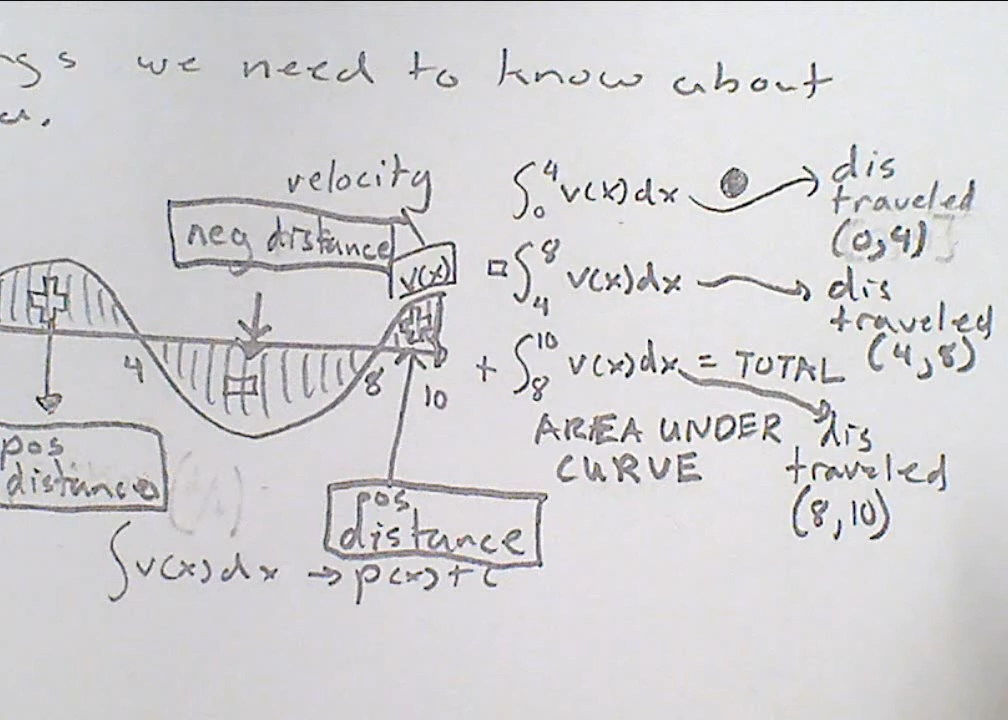 ngs we need to know about
a.
velocity
neg distance
v(x)
+
-
+
4
8
10
pos
distance
pos
distance
∫v(x)dx → p(x)+C
∫₀⁴ v(x)dx
dis
traveled
(0,4)
-∫₄⁸ v(x)dx
dis
traveled
(4,8)
+ ∫₈¹⁰ v(x)dx = TOTAL
AREA UNDER
CURVE
dis
traveled
(8,10)